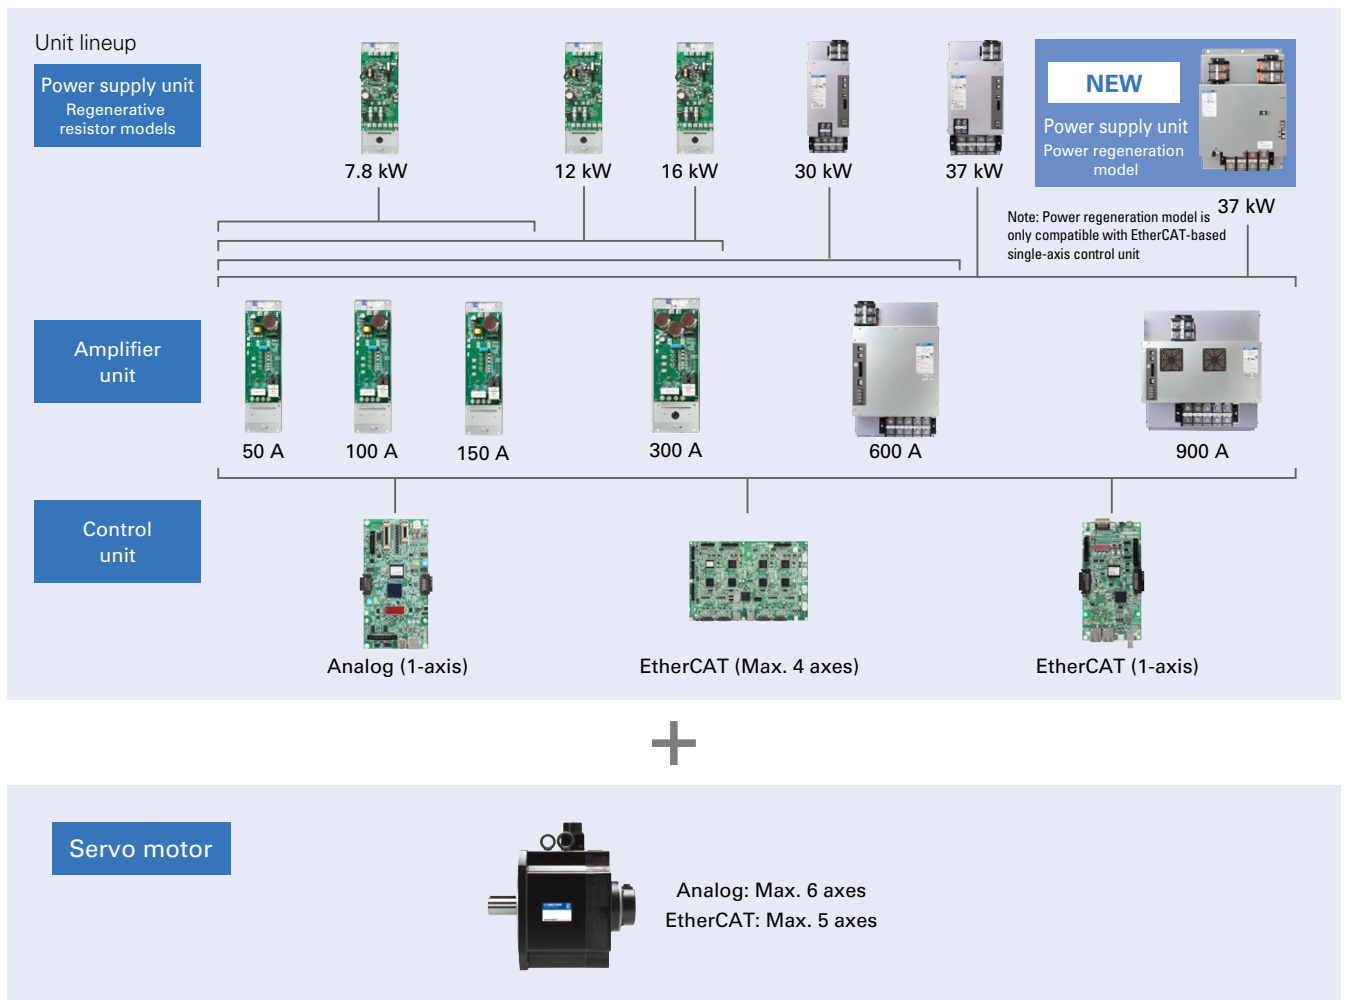 Unit lineup
Power supply unit
Regenerative
resistor models
7.8 kW
12 kW
16 kW
30 kW
37 kW
NEW
Power supply unit
Power regeneration
model
37 kW
Note: Power regeneration model is
only compatible with EtherCAT-based
single-axis control unit
Amplifier
unit
50 A
100 A
150 A
300 A
600 A
900 A
Control
unit
Analog (1-axis)
EtherCAT (Max. 4 axes)
EtherCAT (1-axis)
+
Servo motor
Analog: Max. 6 axes
EtherCAT: Max. 5 axes